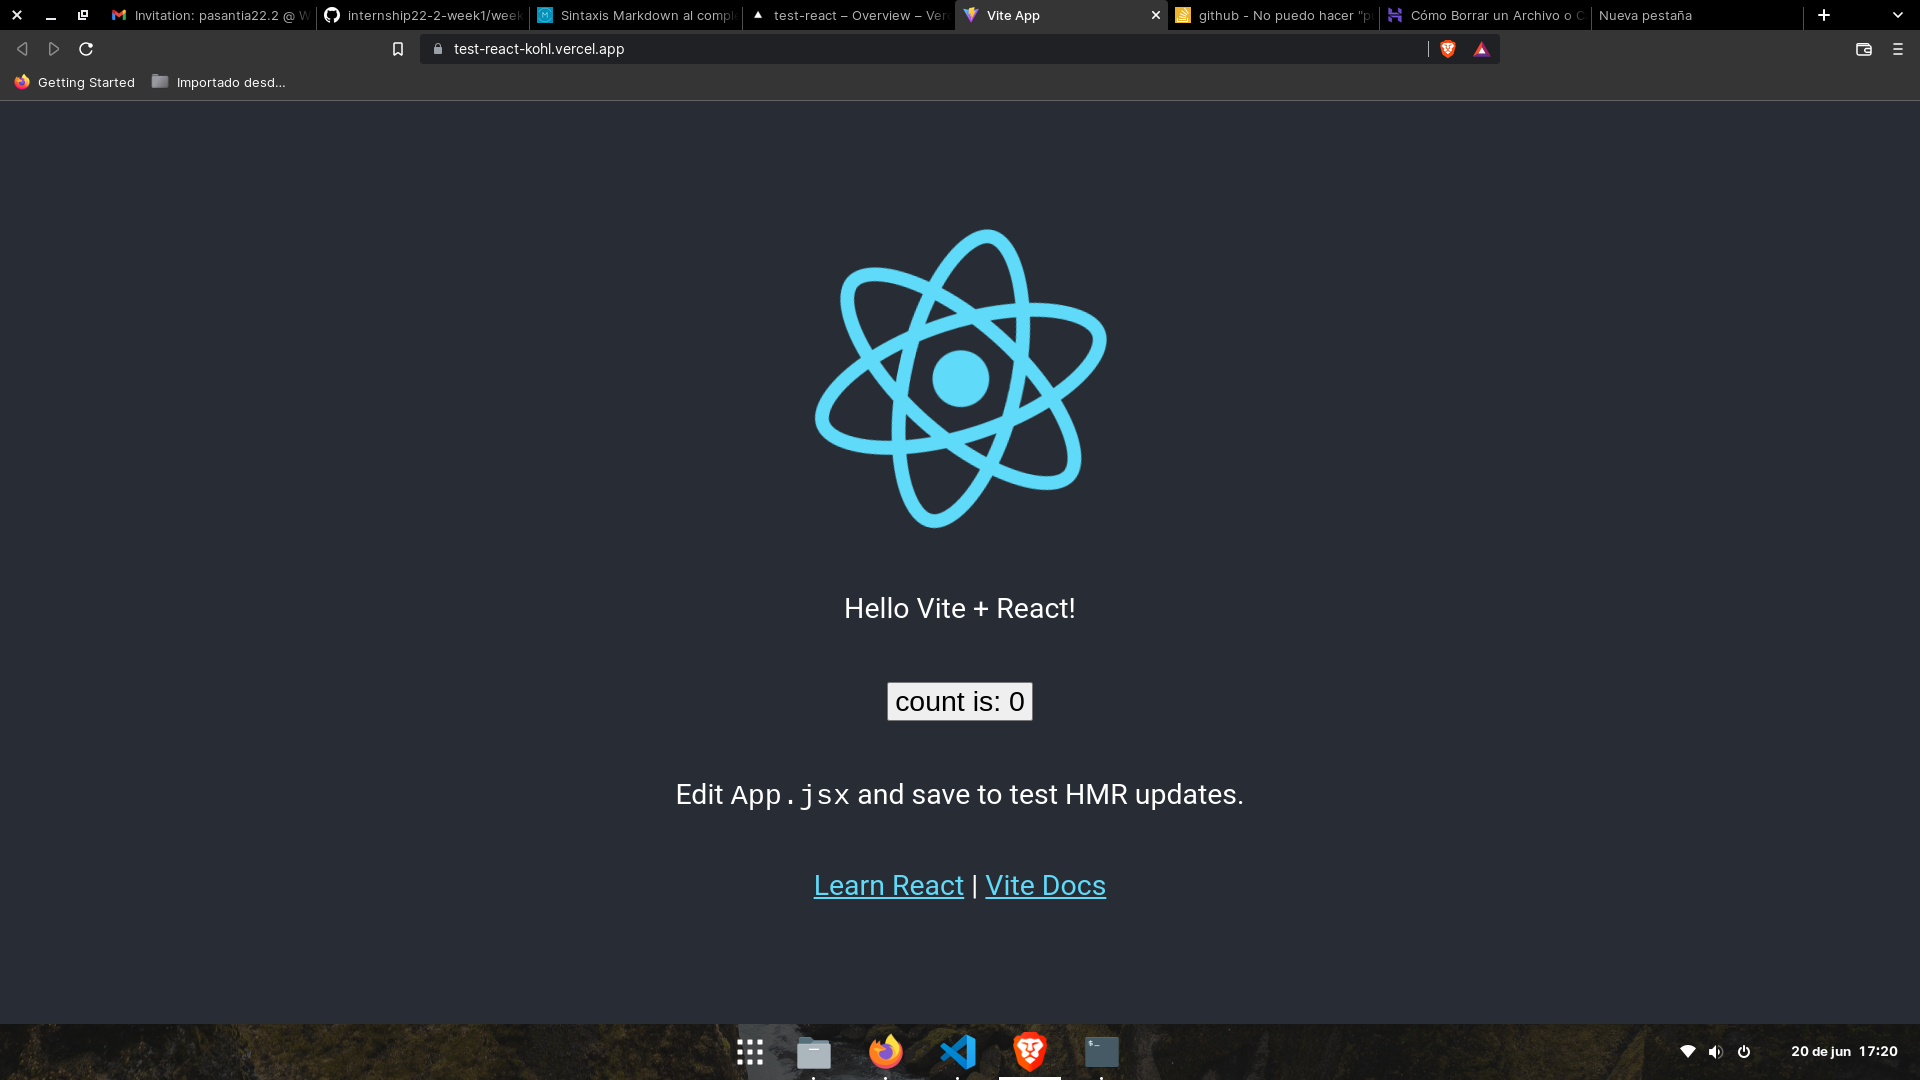 Invitation: pasantia22.2 @ W
internship22-2-week1/week
Sintaxis Markdown al comple
test-react – Overview – Verc
Vite App
github - No puedo hacer "pu
Cómo Borrar un Archivo o C
Nueva pestaña
test-react-kohl.vercel.app
Getting Started
Importado desd...
Hello Vite + React!
count is: 0
Edit App.jsx and save to test HMR updates.
Learn React | Vite Docs
20 de jun 17:20